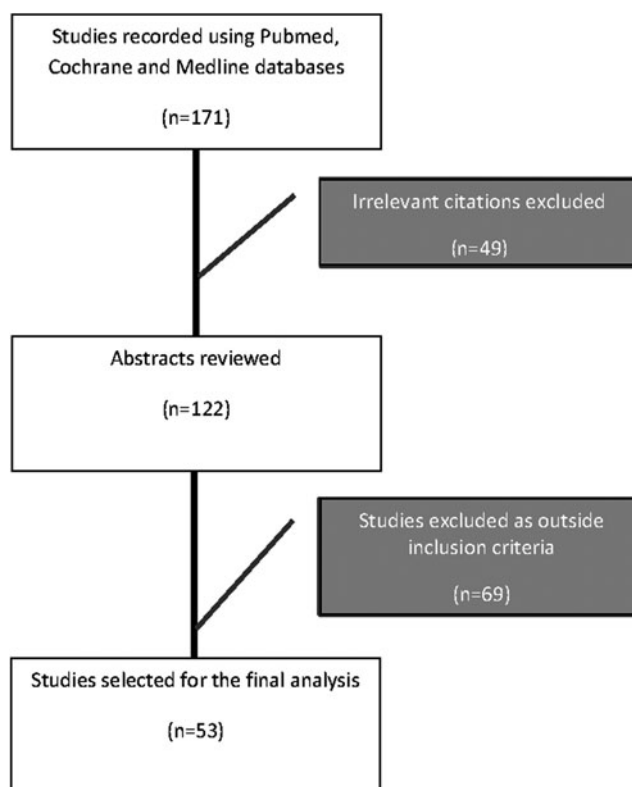 Studies recorded using Pubmed,
Cochrane and Medline databases
(n=171)
Irrelevant citations excluded
(n=49)
Abstracts reviewed
(n=122)
Studies excluded as outside
inclusion criteria
(n=69)
Studies selected for the final analysis
(n=53)